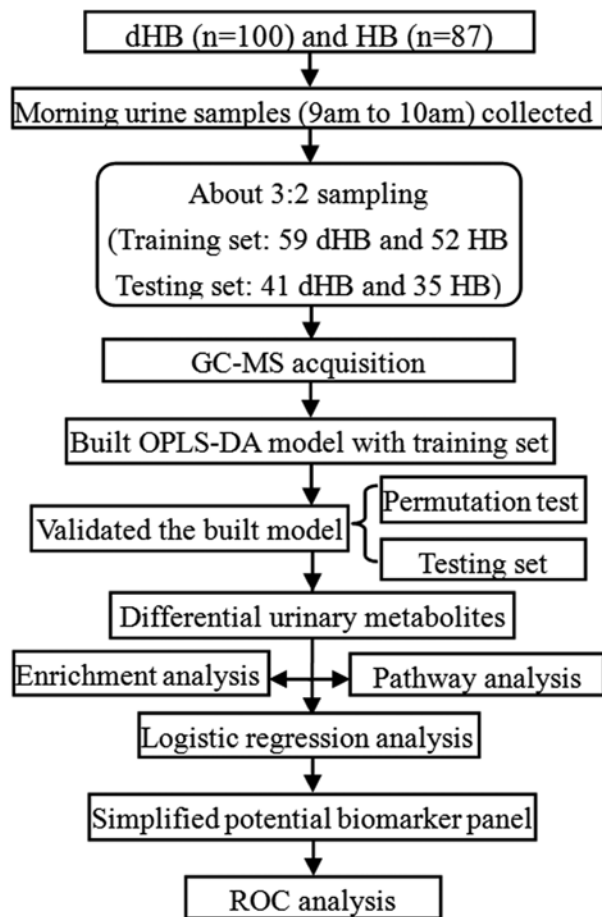 dHB (n=100) and HB (n=87)
Morning urine samples (9am to 10am) collected
About 3:2 sampling
(Training set: 59 dHB and 52 HB
Testing set: 41 dHB and 35 HB)
GC-MS acquisition
Built OPLS-DA model with training set
Permutation test
Validated the built model
Testing set
Differential urinary metabolites
Enrichment analysis
Pathway analysis
Logistic regression analysis
Simplified potential biomarker panel
ROC analysis